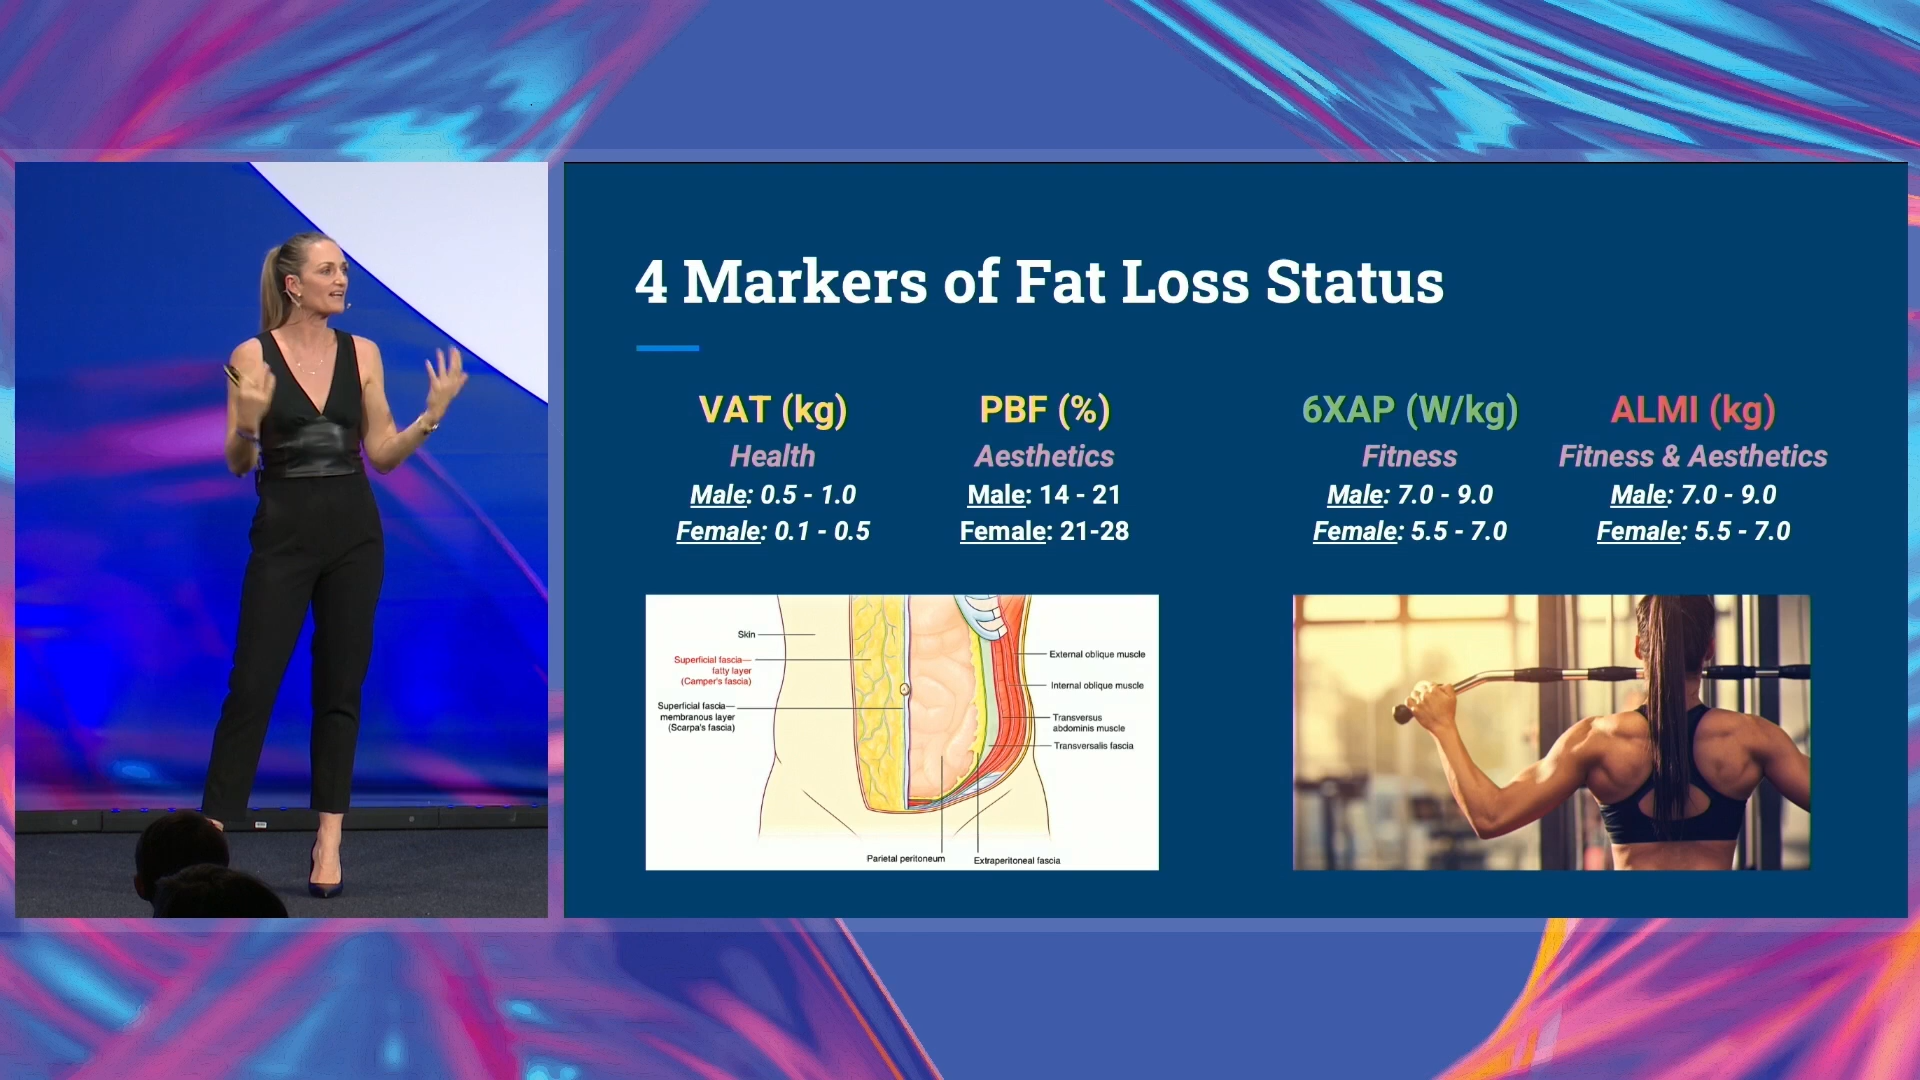 4 Markers of Fat Loss Status
VAT (kg)
Health
Male: 0.5 - 1.0
Female: 0.1 - 0.5
PBF (%)
Aesthetics
Male: 14 - 21
Female: 21-28
6XAP (W/kg)
Fitness
Male: 7.0 - 9.0
Female: 5.5 - 7.0
ALMI (kg)
Fitness & Aesthetics
Male: 7.0 - 9.0
Female: 5.5 - 7.0
Skin
Superficial fascia—
fatty layer
(Camper's fascia)
Superficial fascia—
membranous layer
(Scarpa's fascia)
External oblique muscle
Internal oblique muscle
Transversus
abdominis muscle
Transversalis fascia
Parietal peritoneum
Extraperitoneal fascia